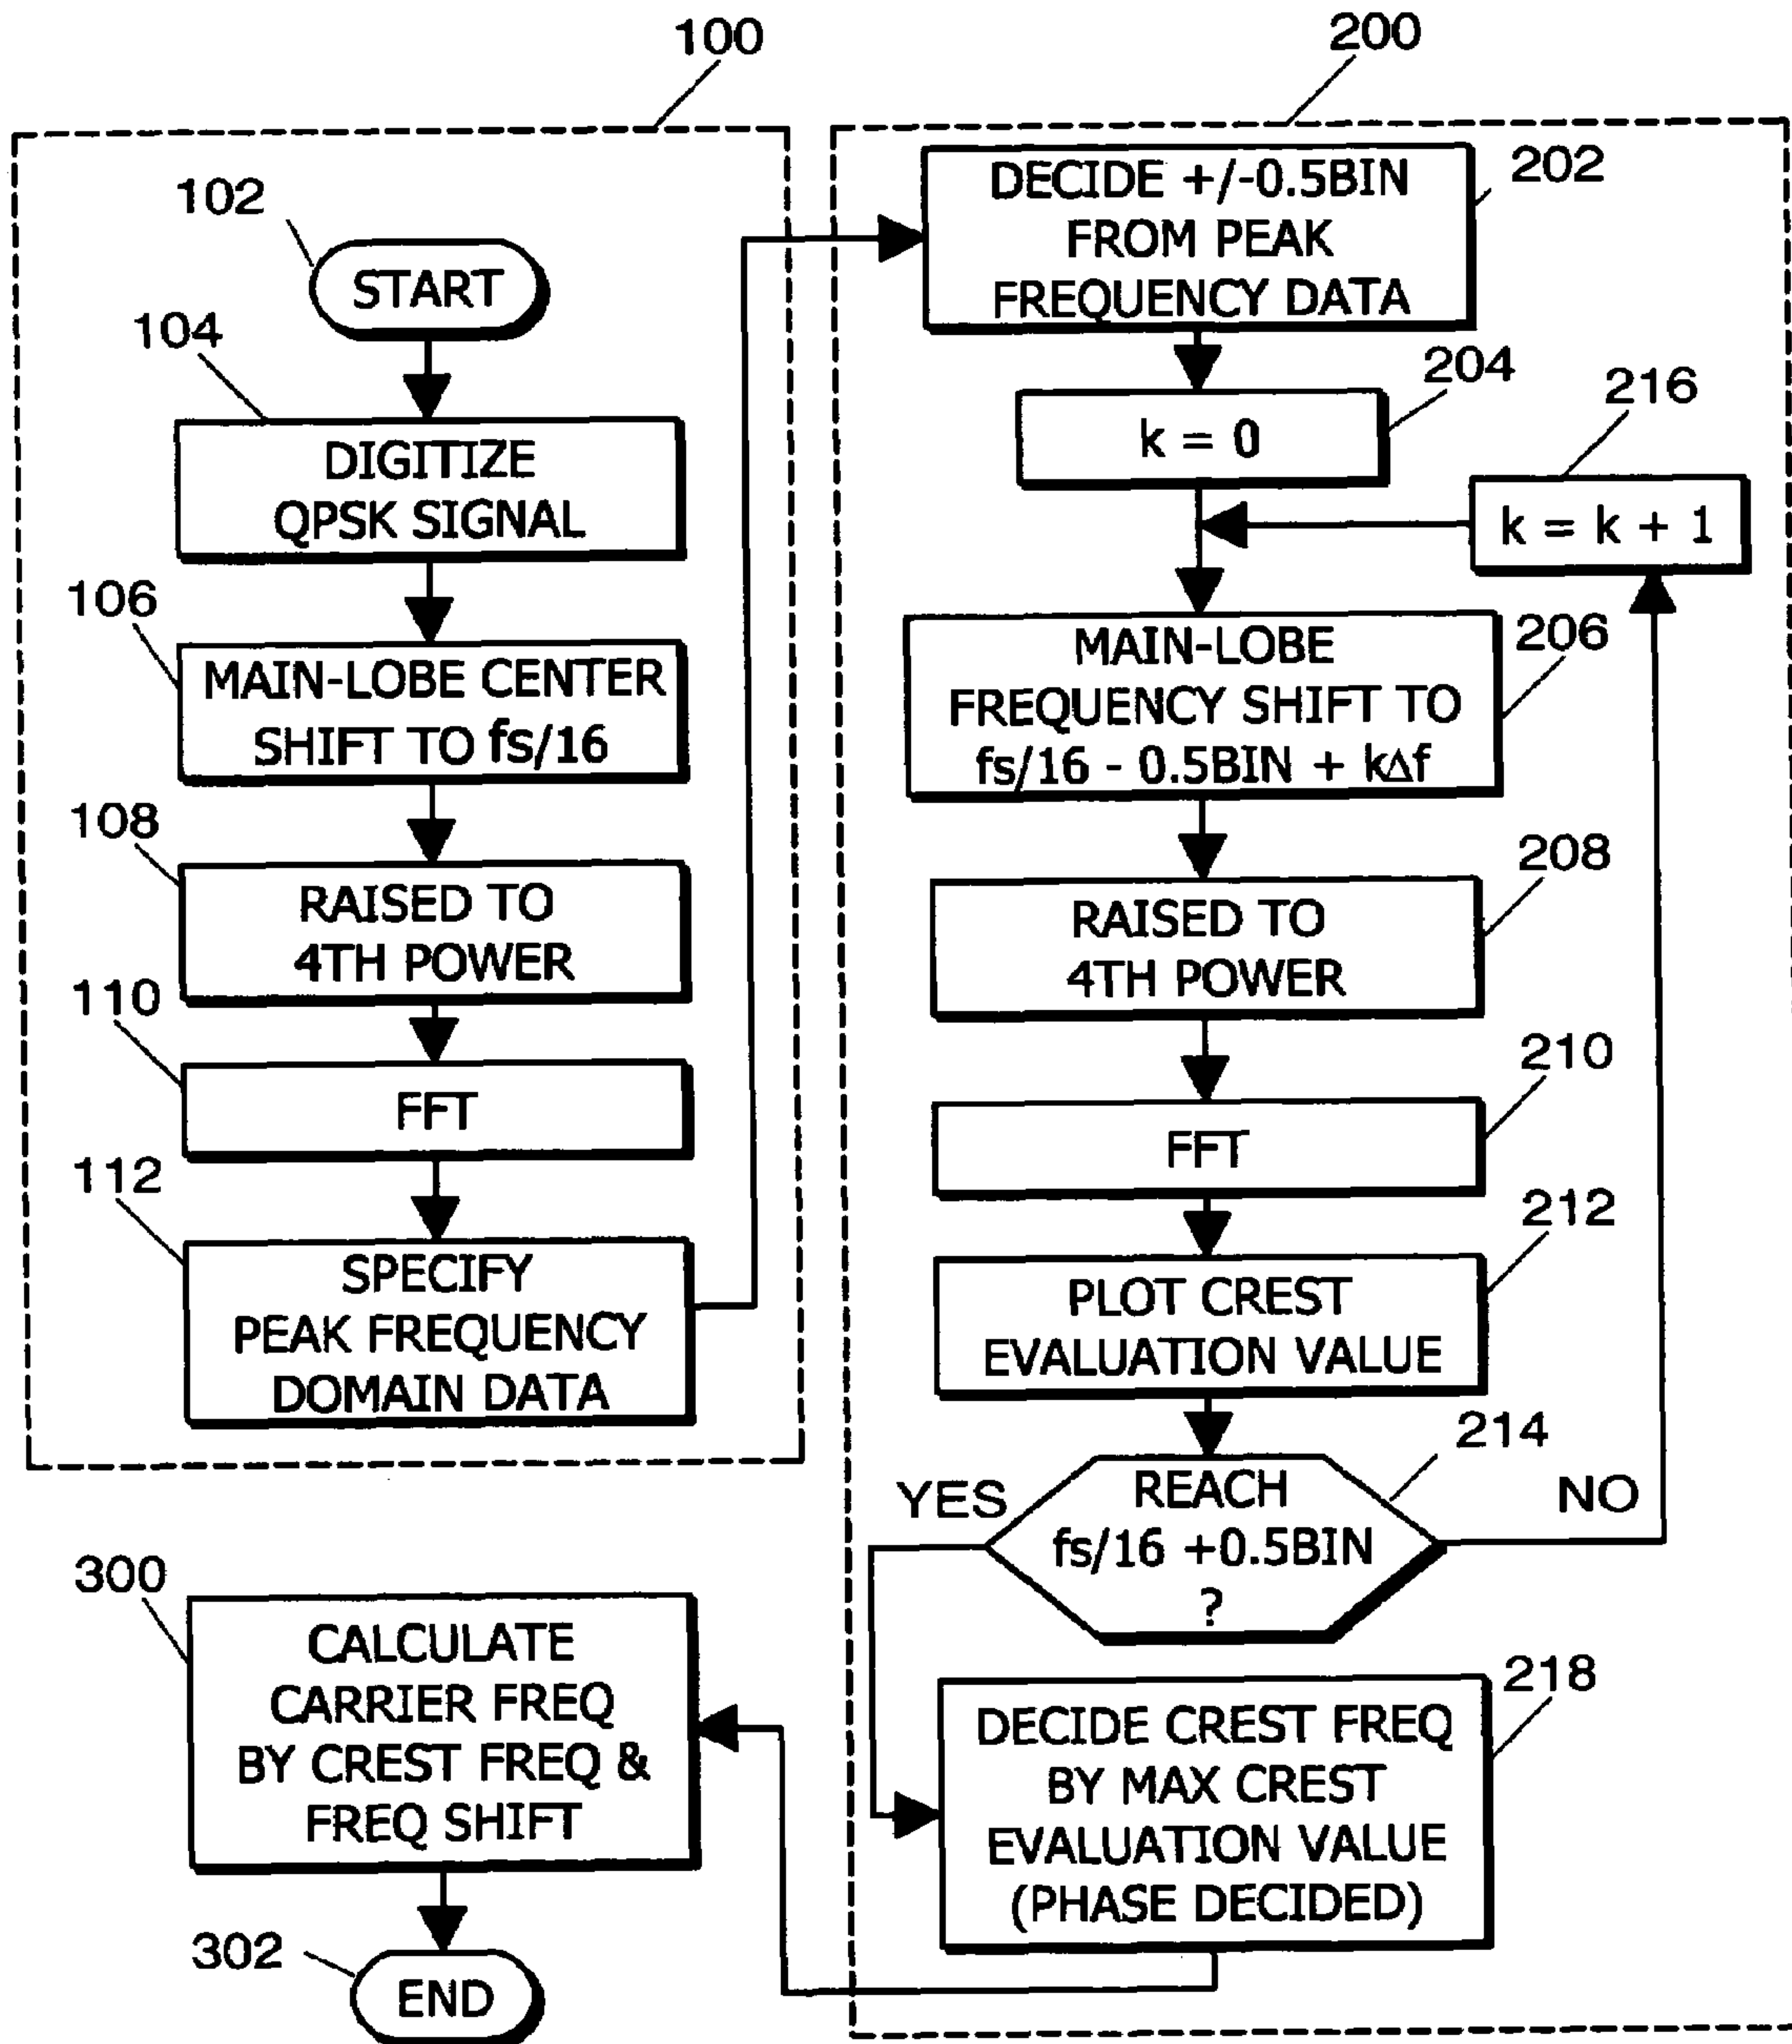 100
102
START
104
DIGITIZE
QPSK SIGNAL
106
MAIN-LOBE CENTER
SHIFT TO fs/16
108
RAISED TO
4TH POWER
110
FFT
112
SPECIFY
PEAK FREQUENCY
DOMAIN DATA
200
202
DECIDE +/-0.5BIN
FROM PEAK
FREQUENCY DATA
204
k = 0
216
k = k + 1
206
MAIN-LOBE
FREQUENCY SHIFT TO
fs/16 - 0.5BIN + kΔf
208
RAISED TO
4TH POWER
210
FFT
212
PLOT CREST
EVALUATION VALUE
214
YES
REACH
fs/16 +0.5BIN
?
NO
218
DECIDE CREST FREQ
BY MAX CREST
EVALUATION VALUE
(PHASE DECIDED)
300
CALCULATE
CARRIER FREQ
BY CREST FREQ &
FREQ SHIFT
302
END